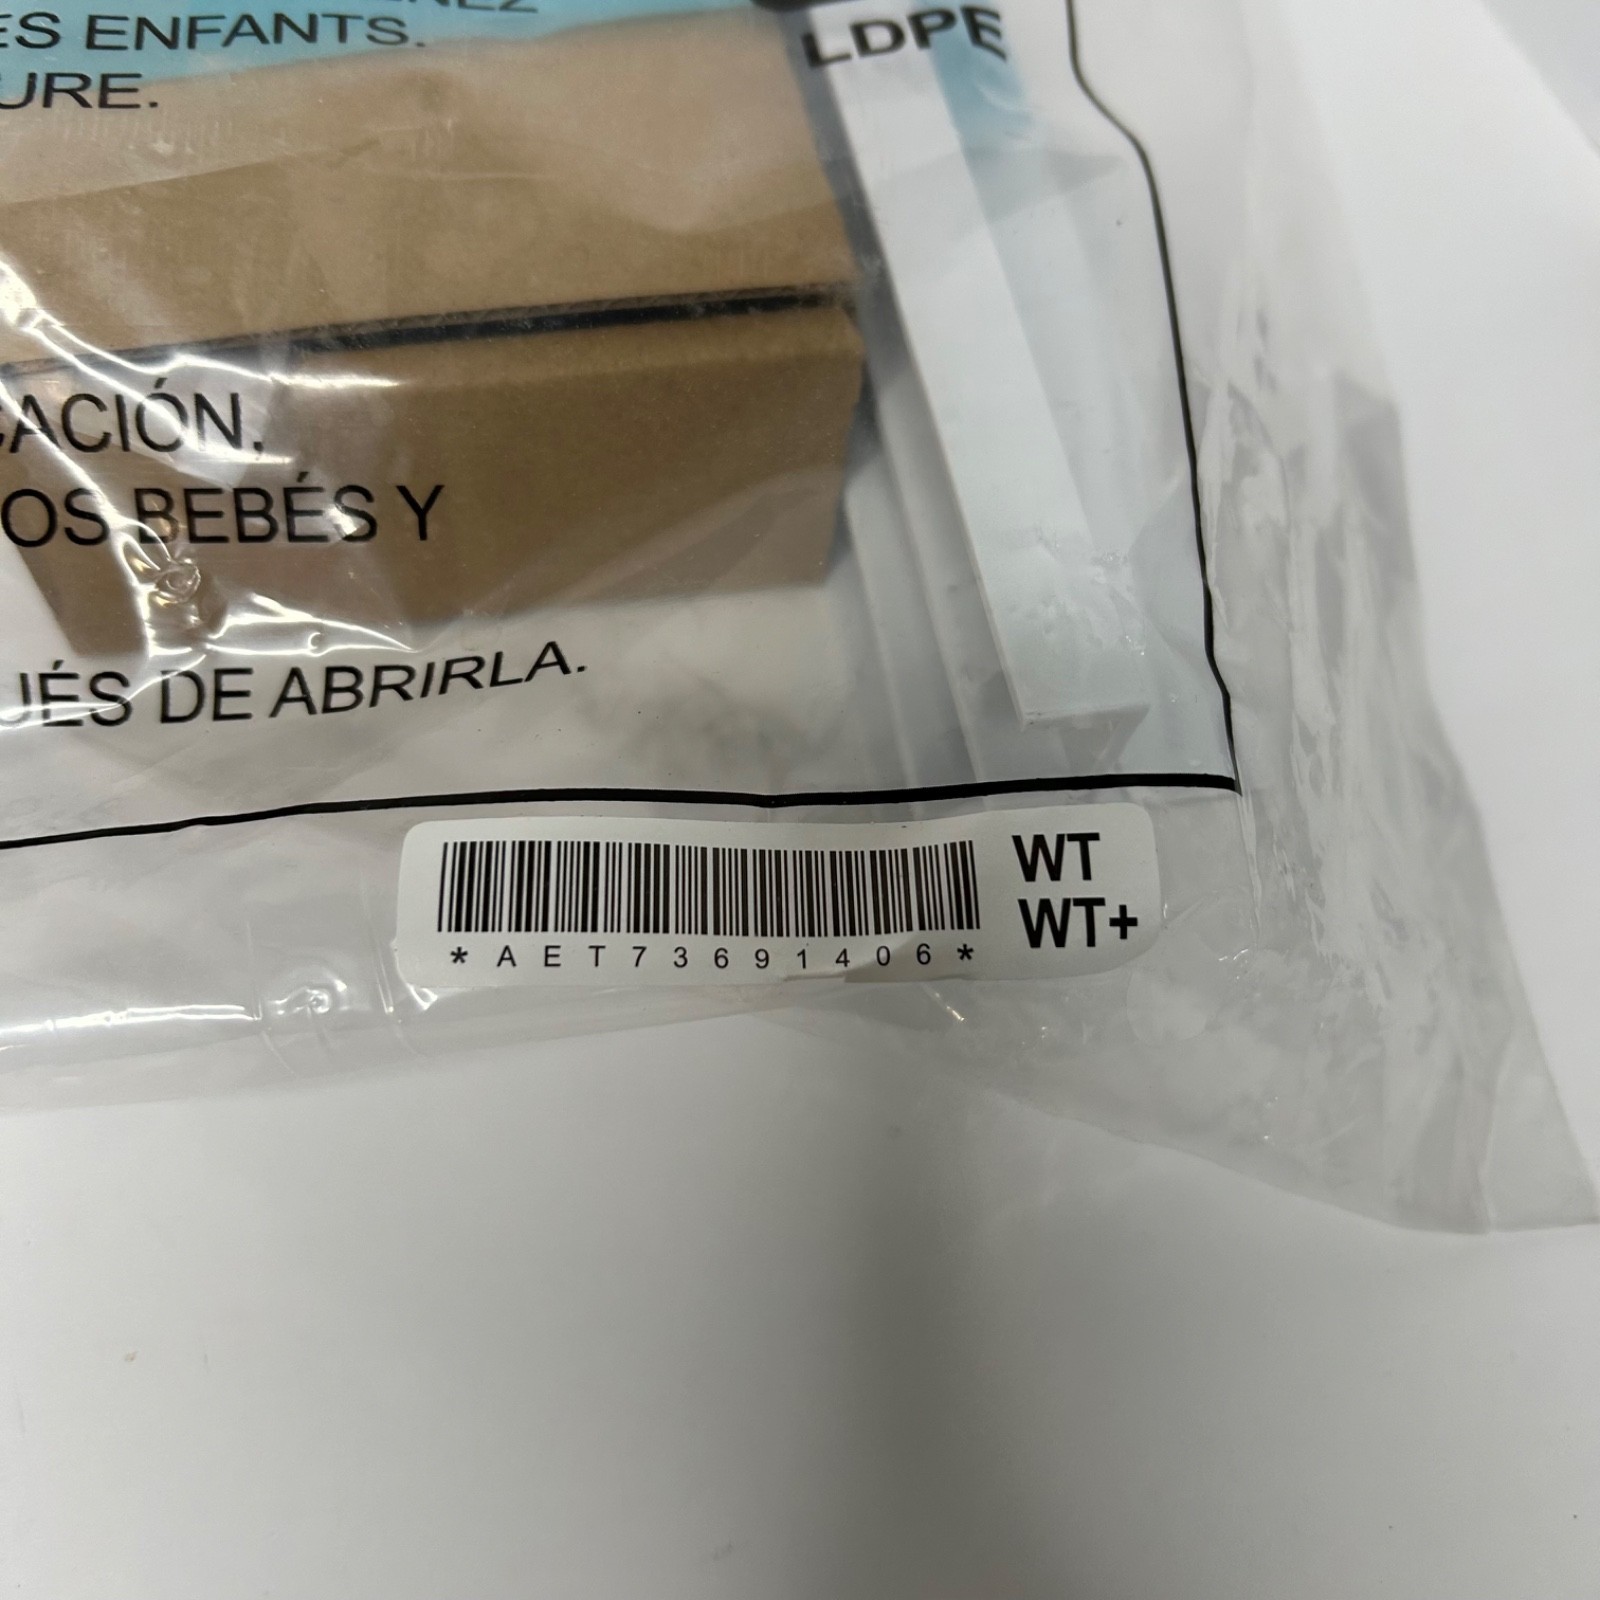 ES ENFANTS.
URE.
LDPE
CACIÓN,
OS BEBÉS Y
UÉS DE ABRIRLA.
WT
WT+
*AET73691406*